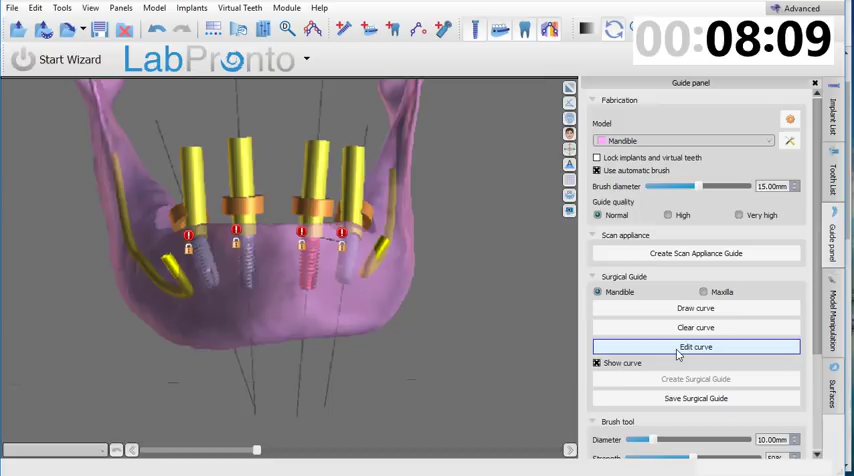 File Edit Tools Views Panels Model Implants Virtual Teeth Module Help
Advanced
00:08:09
Start Wizard
LabPronto
Guide panel
Fabrication
Model
Mandible
Lock implants and virtual teeth
Use automatic brush
Brush diameter 15.00mm
Guide quality
Normal High Very high
Scan appliance
Create Scan Appliance Guide
Surgical Guide
Mandible Maxilla
Draw curve
Clear curve
Edit curve
Show curve
Create Surgical Guide
Save Surgical Guide
Brush tool
Diameter 10.00mm
Strength 50%
Implant List
Tooth List
Guide panel
Model Manipulation
Surfaces